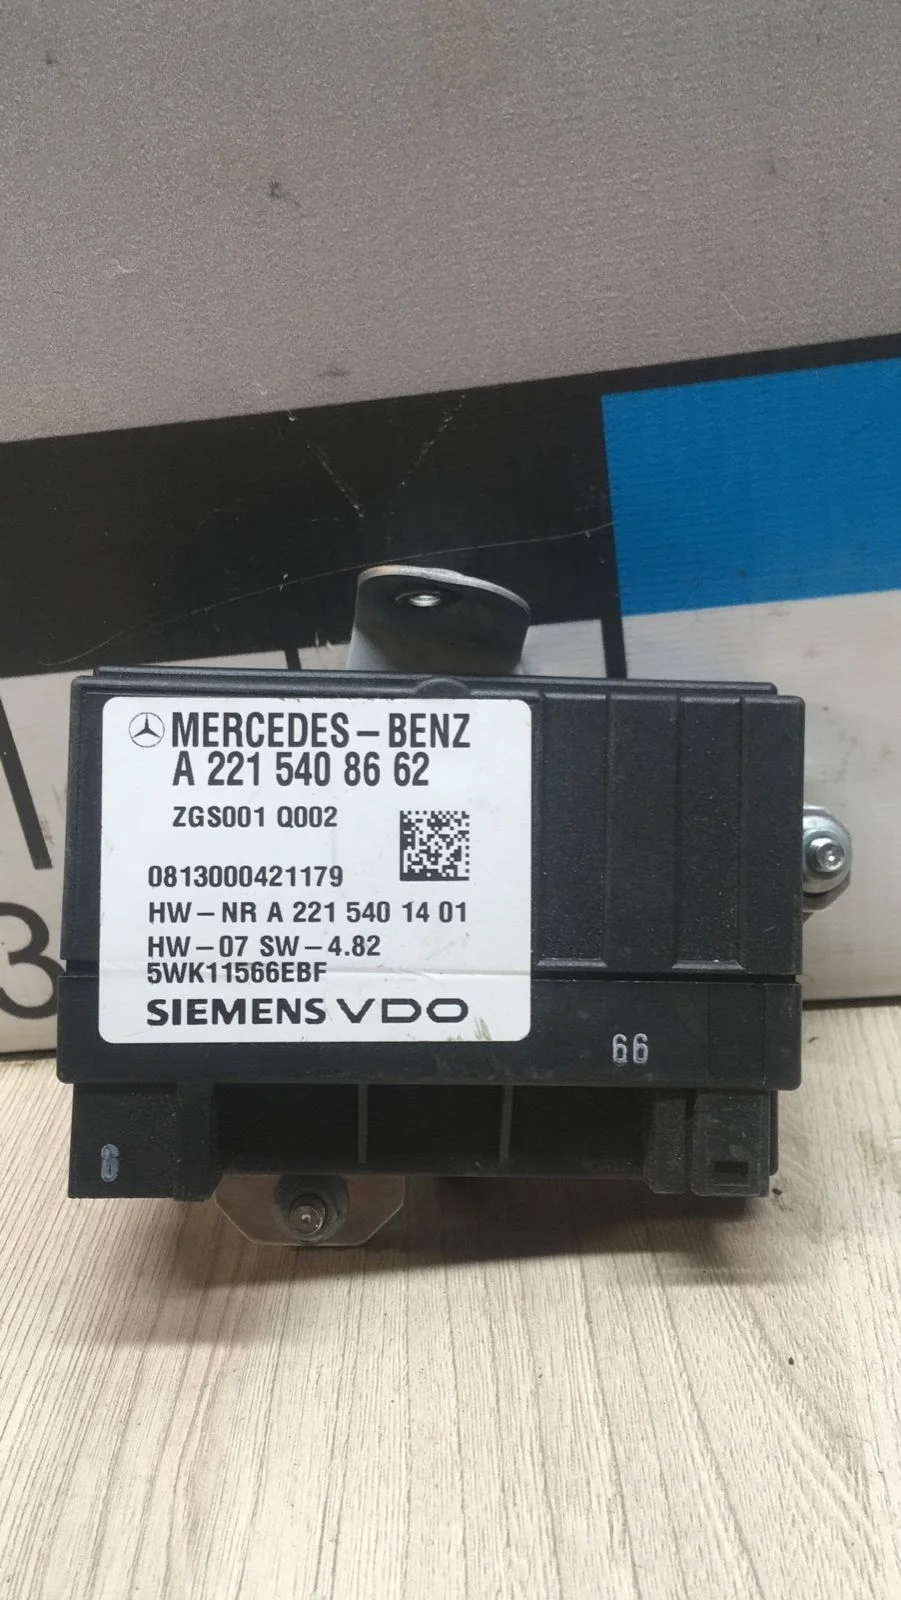 MERCEDES-BENZ
A 221 540 86 62
ZGS001 Q002
0813000421179
HW-NR A 221 540 14 01
HW-07 SW-4.82
5WK11566EBF
SIEMENS VDO
66
6
3